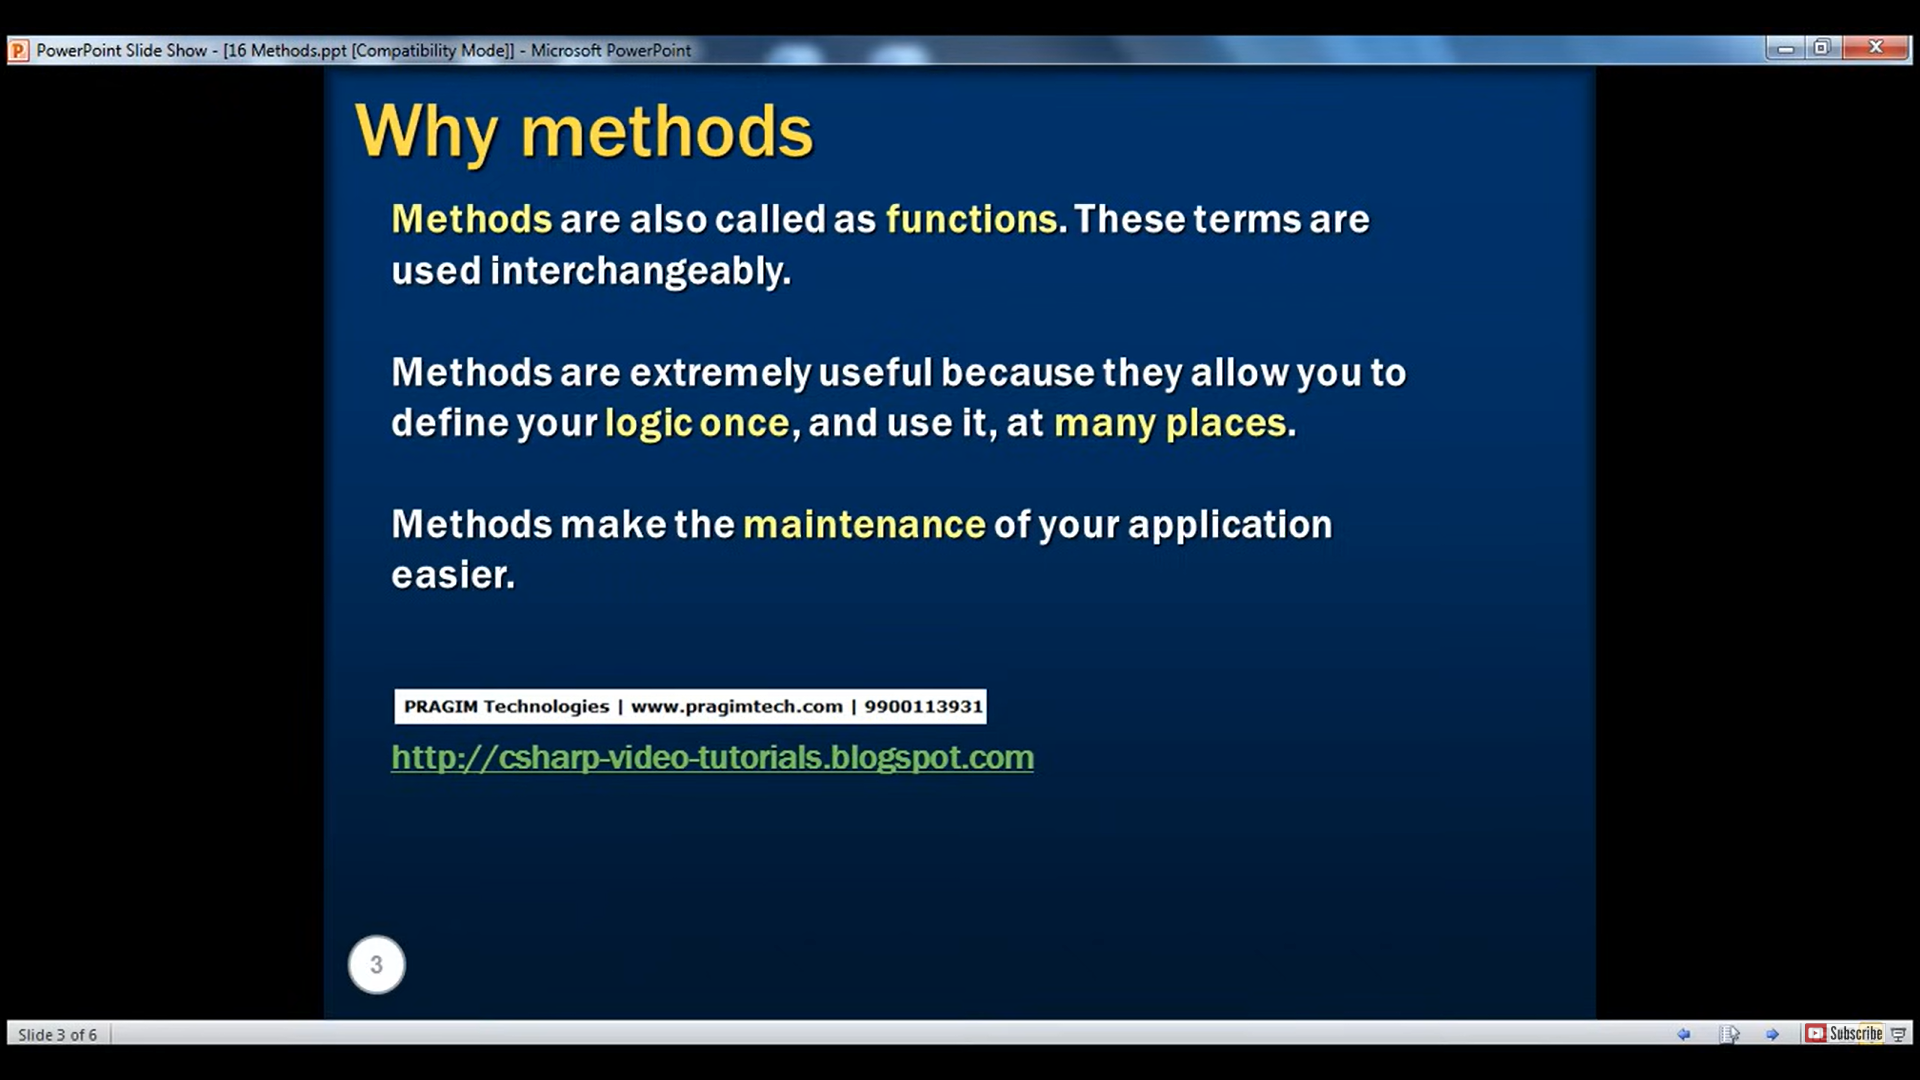 PowerPoint Slide Show - [16 Methods.ppt [Compatibility Mode]] - Microsoft PowerPoint
Why methods
Methods are also called as functions. These terms are
used interchangeably.
Methods are extremely useful because they allow you to
define your logic once, and use it, at many places.
Methods make the maintenance of your application
easier.
PRAGIM Technologies | www.pragimtech.com | 9900113931
http://csharp-video-tutorials.blogspot.com
3
Slide 3 of 6
Subscribe